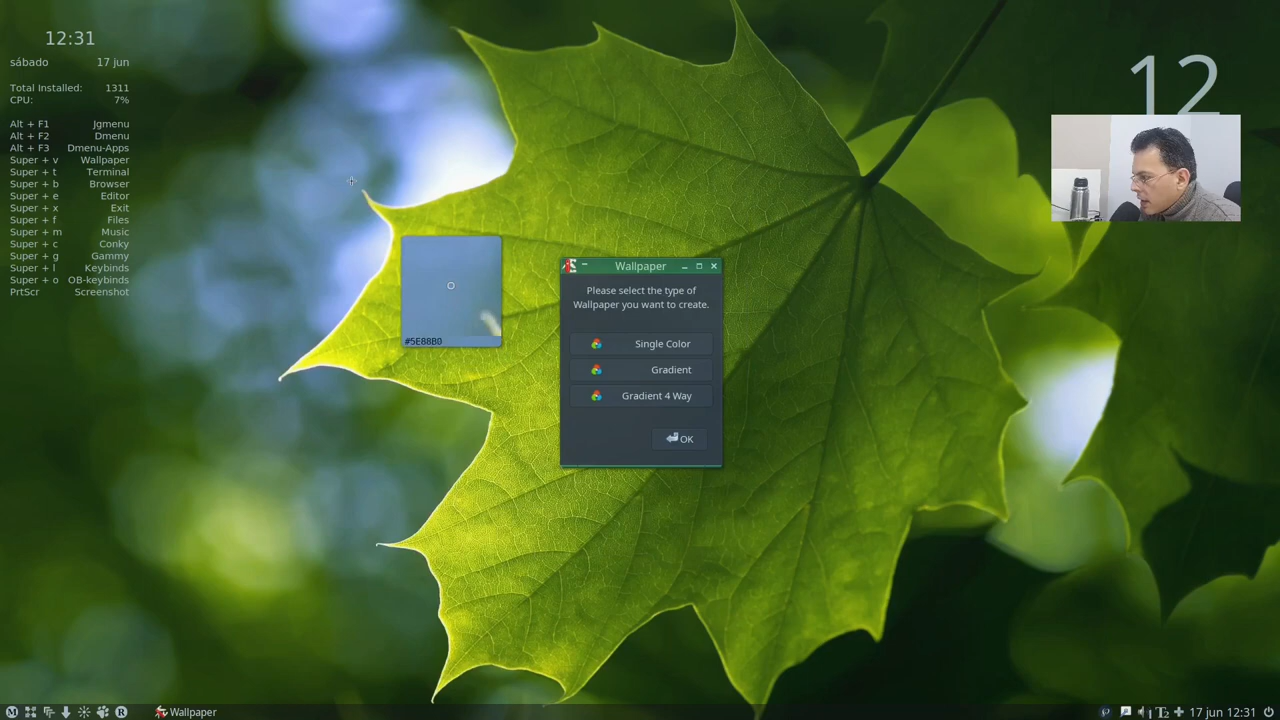 12:31
sábado 17 jun
Total Installed: 1311
CPU: 7%
Alt + F1 Jgmenu
Alt + F2 Dmenu
Alt + F3 Dmenu-Apps
Super + v Wallpaper
Super + t Terminal
Super + b Browser
Super + e Editor
Super + x Exit
Super + f Files
Super + m Music
Super + c Conky
Super + g Gammy
Super + l Keybinds
Super + o OB-keybinds
PrtScr Screenshot
12
#5E88B0
Wallpaper
Please select the type of
Wallpaper you want to create.
Single Color
Gradient
Gradient 4 Way
OK
Wallpaper
17 jun 12:31